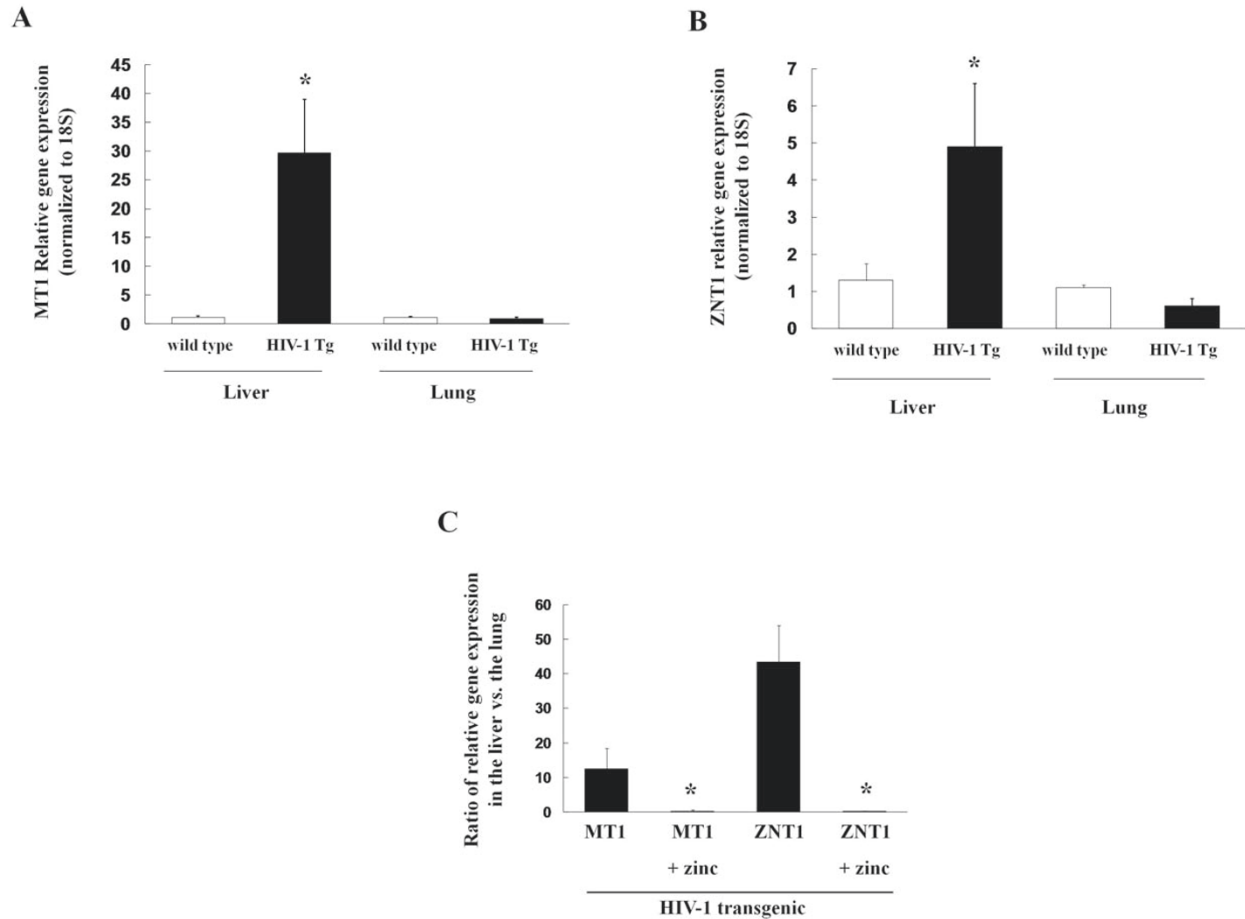 A
MT1 Relative gene expression
(normalized to 18S)
45
40
35
30
25
20
15
10
5
0
*
wild type
HIV-1 Tg
wild type
HIV-1 Tg
Liver
Lung
B
ZNT1 relative gene expression
(normalized to 18S)
7
6
5
4
3
2
1
0
*
wild type
HIV-1 Tg
wild type
HIV-1 Tg
Liver
Lung
C
Ratio of relative gene expression
in the liver vs. the lung
60
50
40
30
20
10
0
*
*
MT1
MT1
ZNT1
ZNT1
+ zinc
+ zinc
HIV-1 transgenic